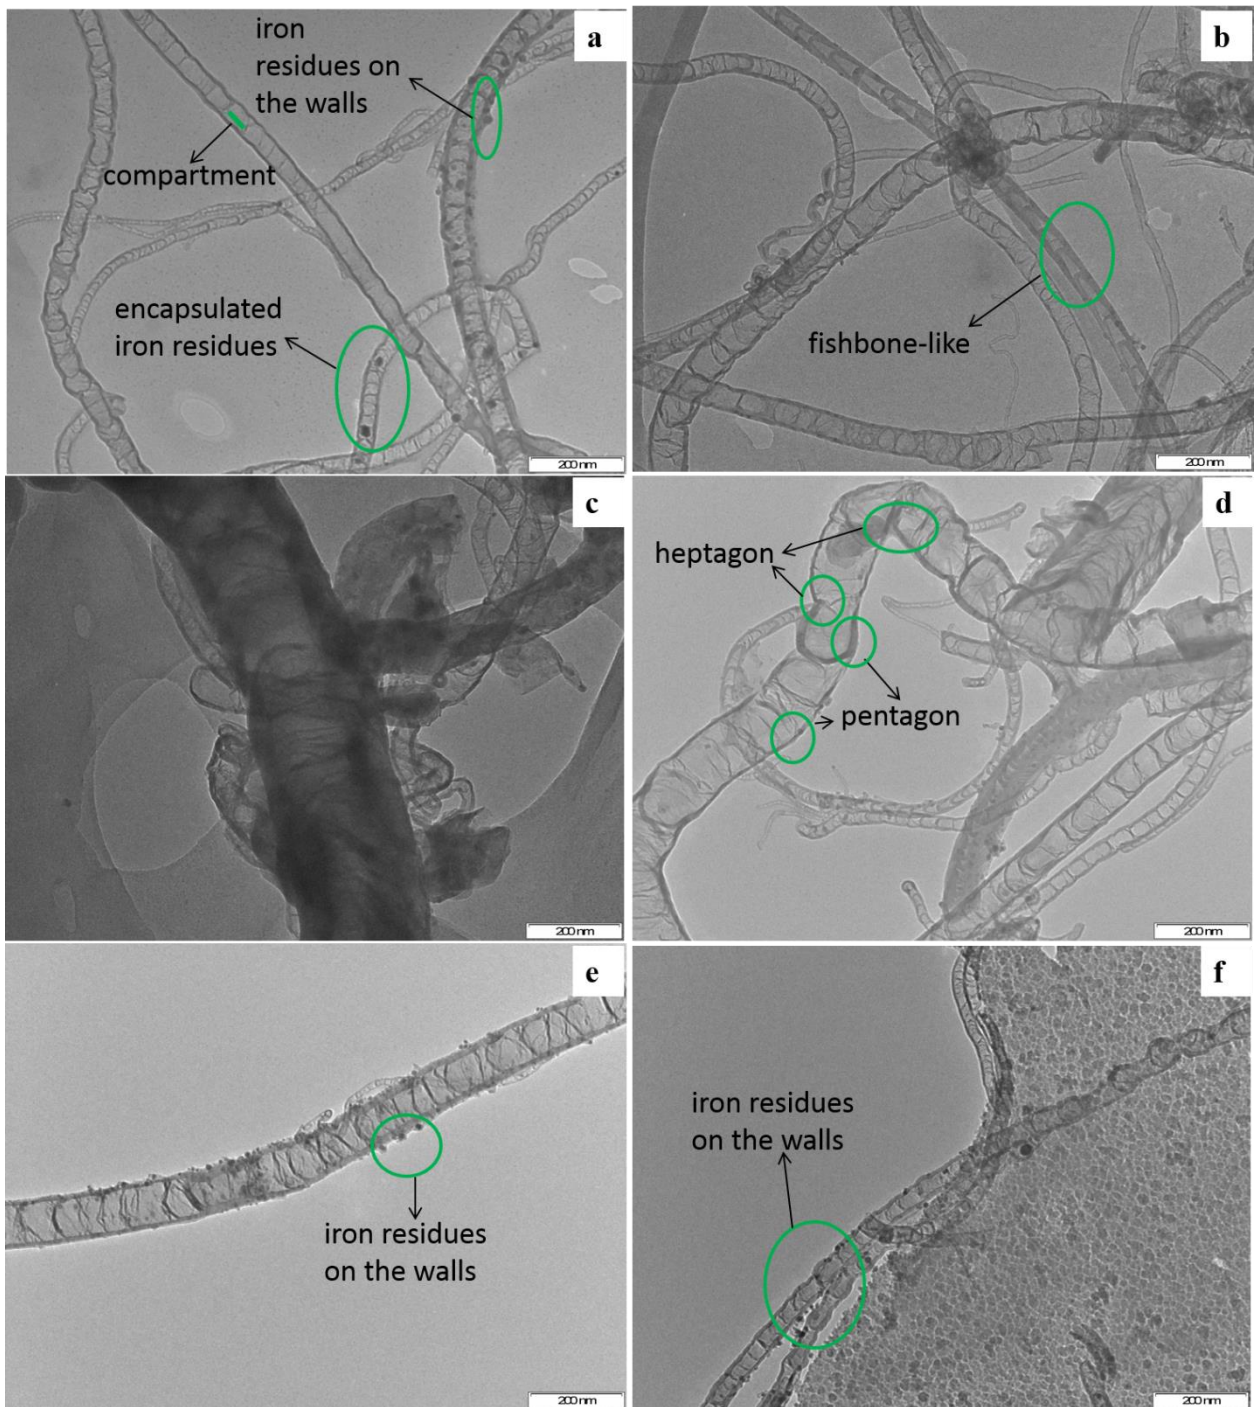 a
iron
residues on
the walls
compartment
encapsulated
iron residues
200 nm
b
fishbone-like
200 nm
c
200 nm
d
heptagon
pentagon
200 nm
e
iron residues
on the walls
200 nm
f
iron residues
on the walls
200 nm